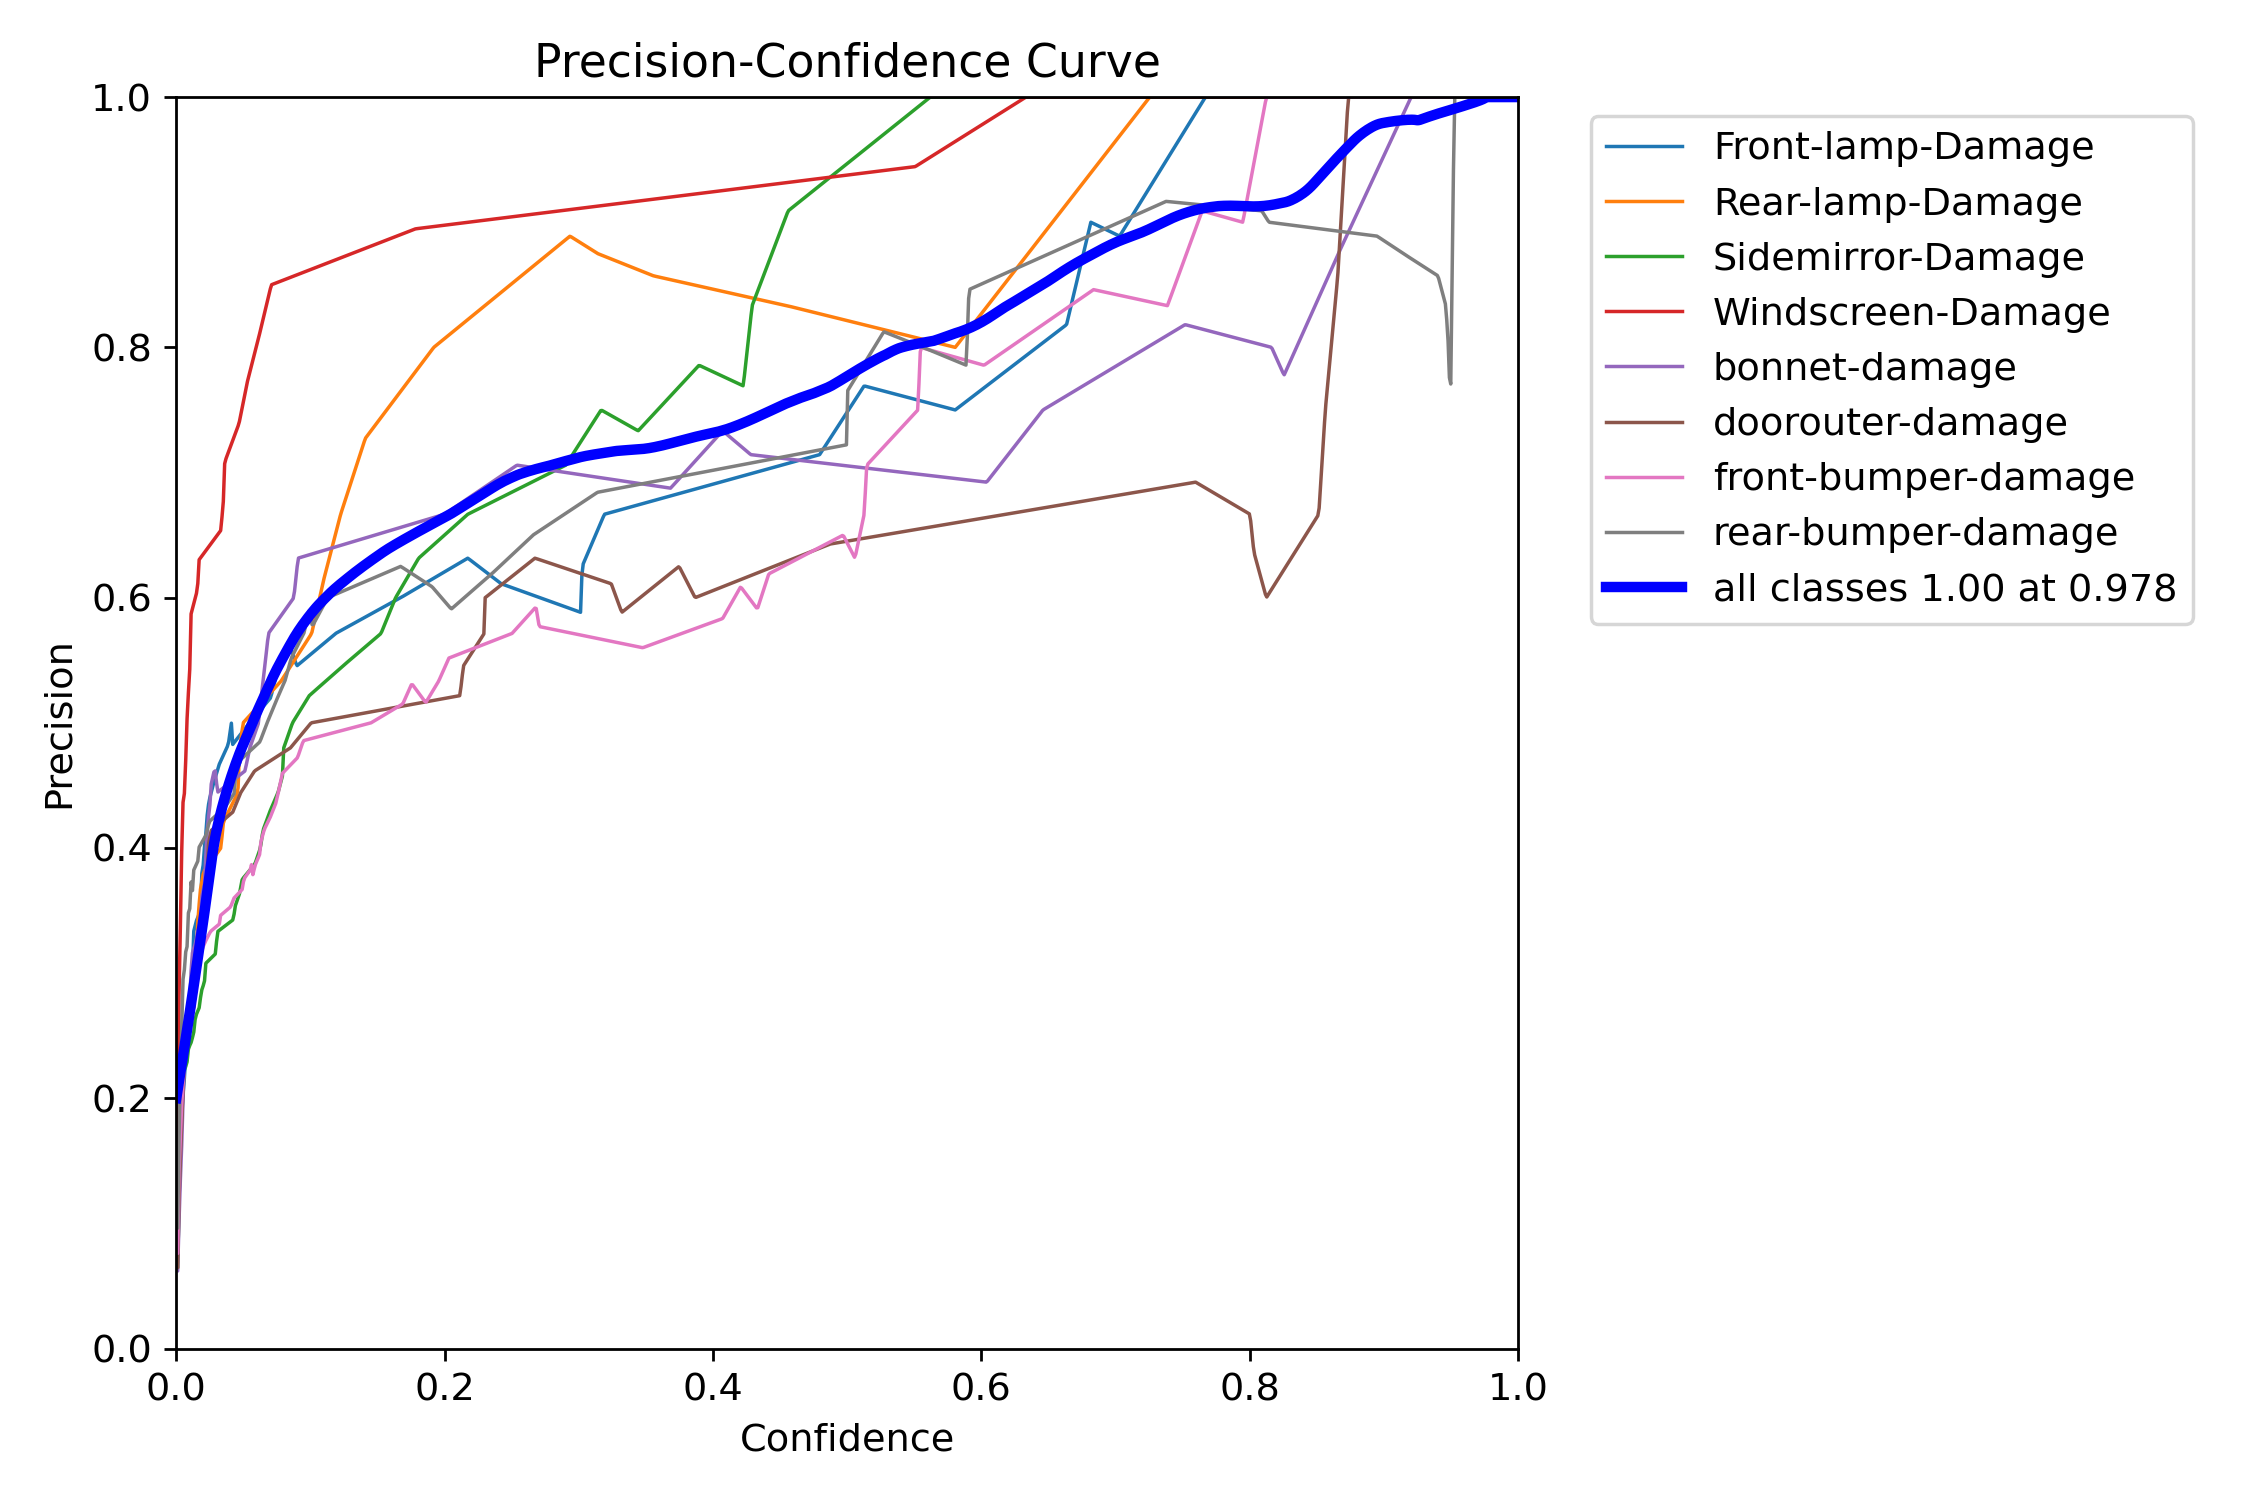 Precision-Confidence Curve
1.0
0.8
0.6
0.4
0.2
0.0
Precision
0.0 0.2 0.4 0.6 0.8 1.0
Confidence
Front-lamp-Damage
Rear-lamp-Damage
Sidemirror-Damage
Windscreen-Damage
bonnet-damage
doorouter-damage
front-bumper-damage
rear-bumper-damage
all classes 1.00 at 0.978